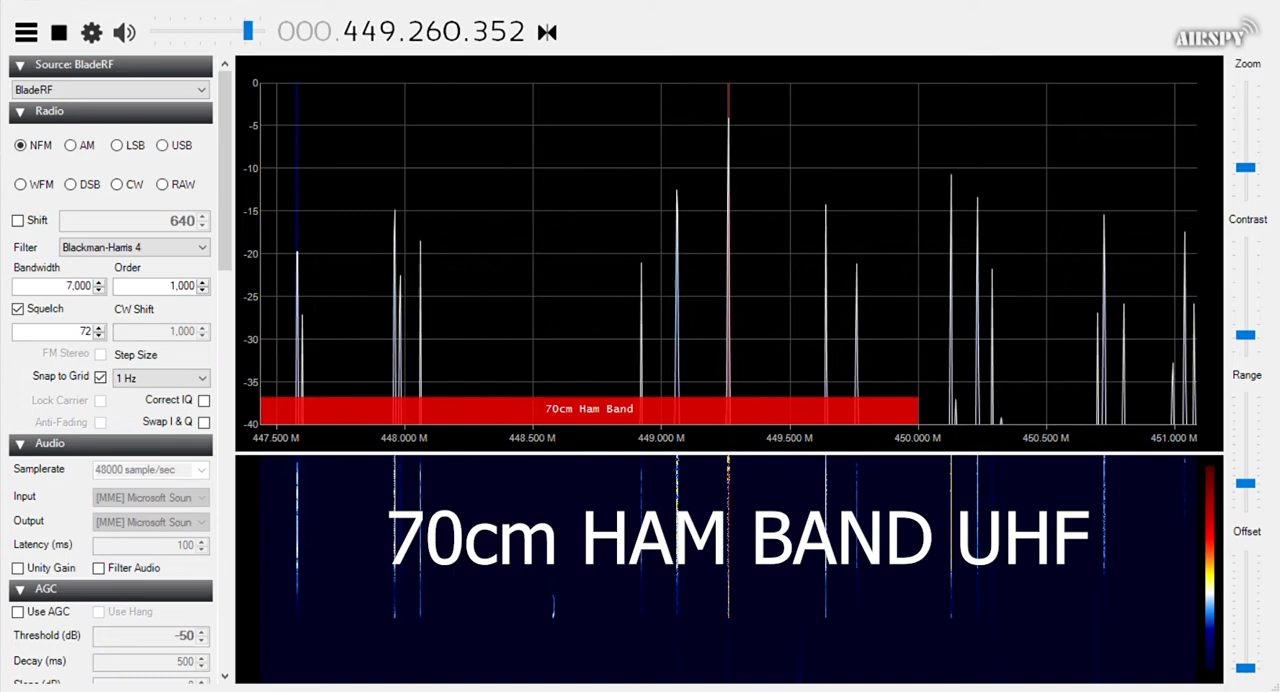 000.449.260.352
AIRSPY
Source: BladeRF
BladeRF
Radio
NFM AM LSB USB
WFM DSB CW RAW
Shift 640
Filter Blackman-Harris 4
Bandwidth Order
7,000 1,000
Squelch CW Shift
72 1,000
FM Stereo Step Size
Snap to Grid 1 Hz
Lock Carrier Correct IQ
Anti-Fading Swap I & Q
Audio
Samplerate 48000 sample/sec
Input [MME] Microsoft Soun
Output [MME] Microsoft Soun
Latency (ms) 100
Unity Gain Filter Audio
AGC
Use AGC Use Hang
Threshold (dB) -50
Decay (ms) 500
Slope (dB) 0
0
-5
-10
-15
-20
-25
-30
-35
-40
70cm Ham Band
447.500 M 448.000 M 448.500 M 449.000 M 449.500 M 450.000 M 450.500 M 451.000 M
70cm HAM BAND UHF
Zoom
Contrast
Range
Offset